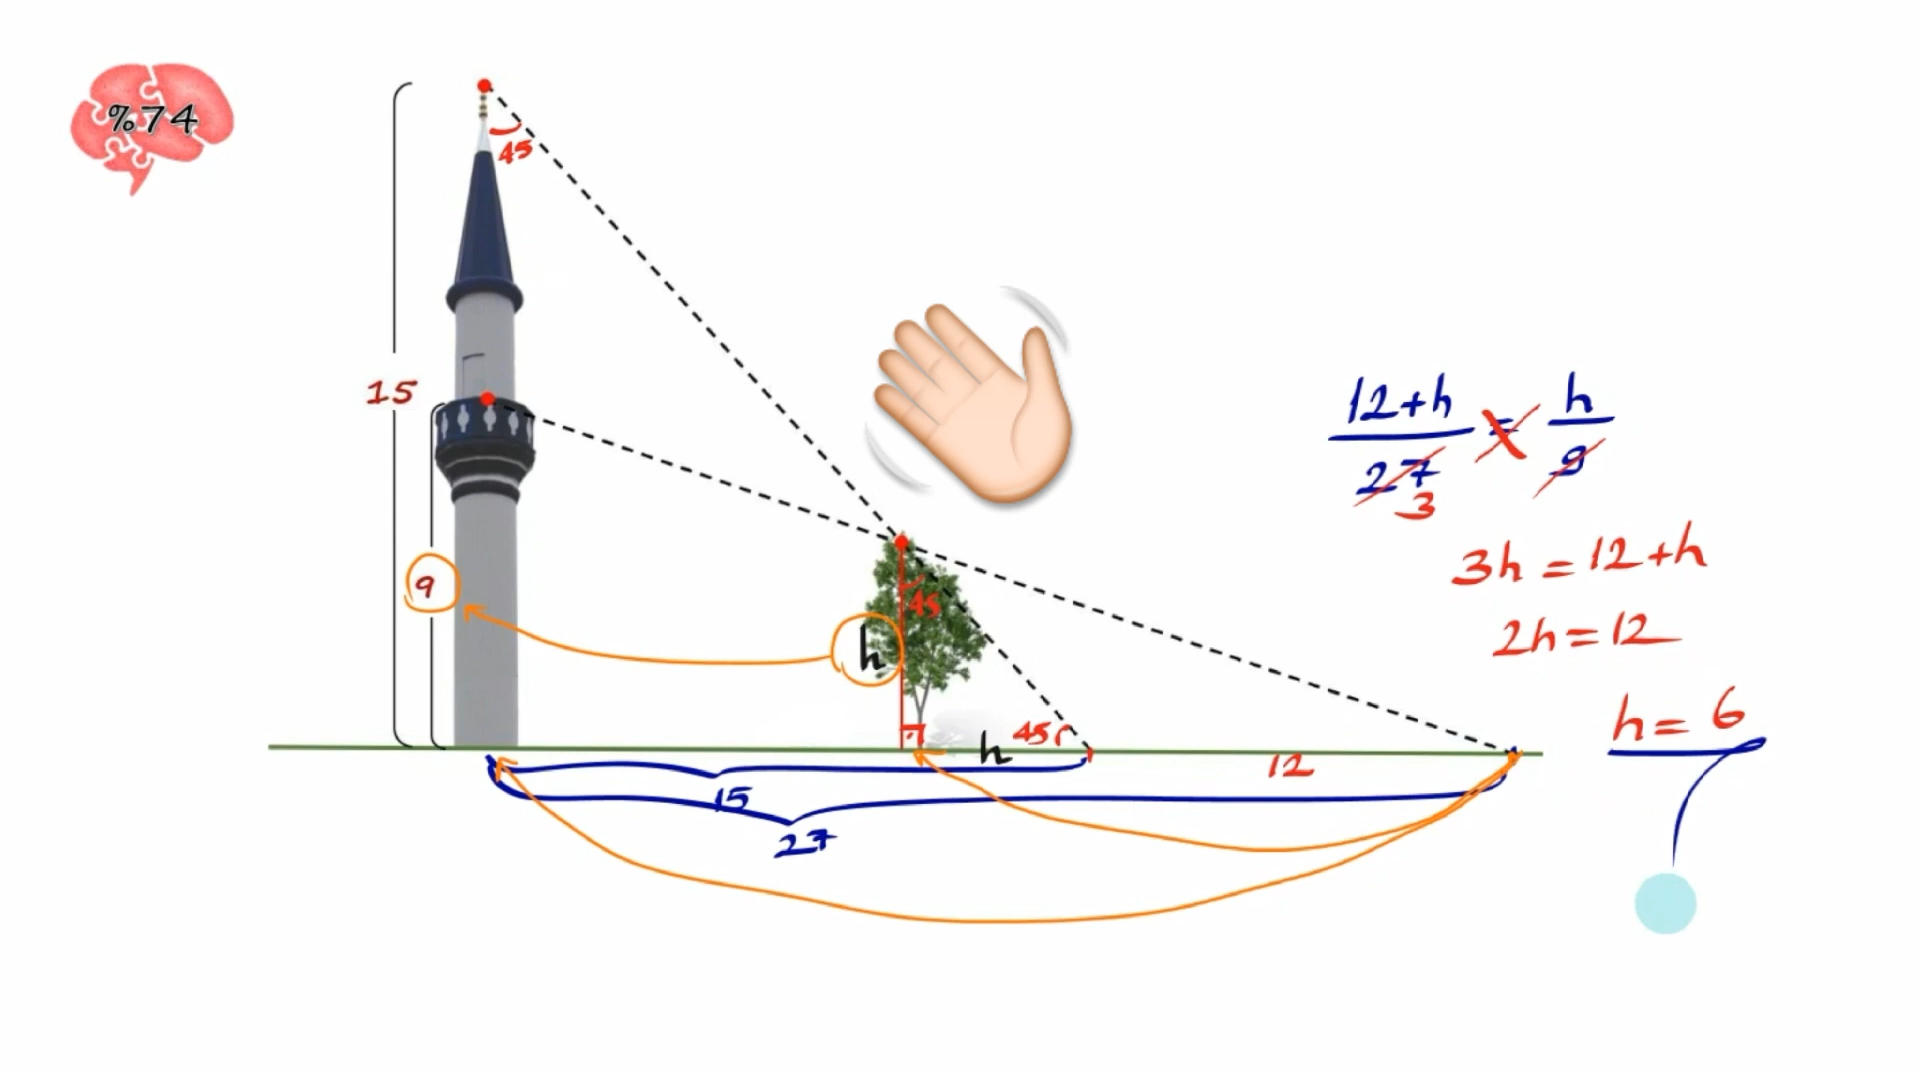 %74
45
15
9
45
h
45
h
12
15
27
12+h / 27 = h / 9
3
3h = 12+h
2h = 12
h = 6